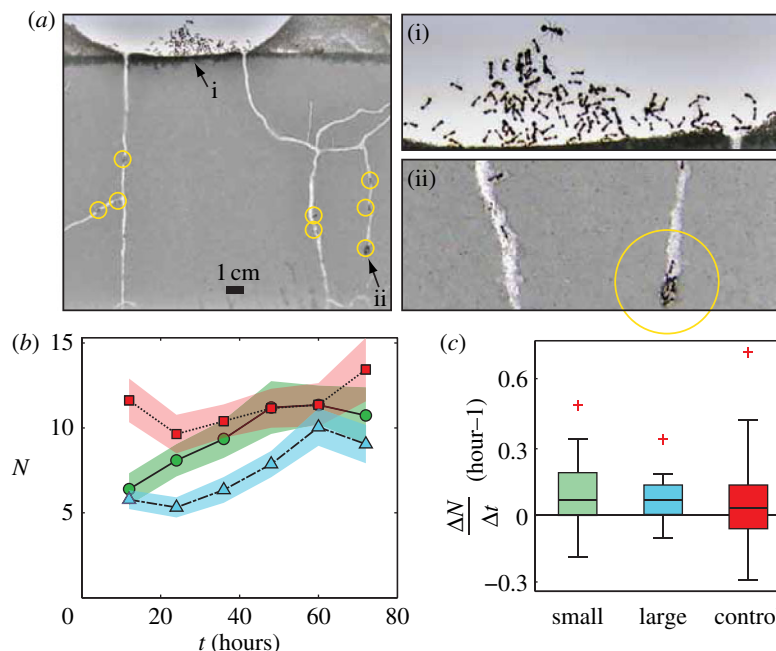 (a)
i
1 cm
ii
(i)
(ii)
(b)
15
10
5
N
0
20
40
60
80
t (hours)
(c)
0.6
0.3
0
−0.3
ΔN
Δt
(hour–1)
small
large
contro